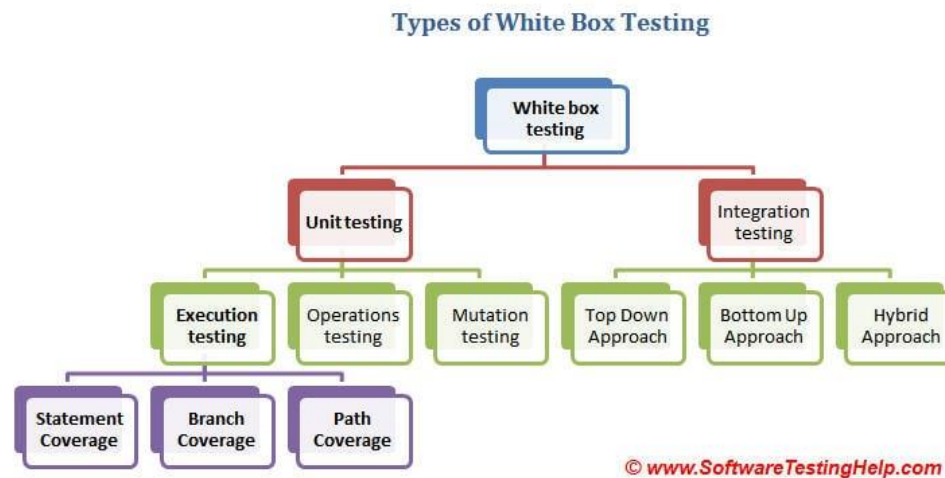 Types of White Box Testing
White box
testing
Unit testing
Integration
testing
Execution
testing
Operations
testing
Mutation
testing
Top Down
Approach
Bottom Up
Approach
Hybrid
Approach
Statement
Coverage
Branch
Coverage
Path
Coverage
© www.SoftwareTestingHelp.com